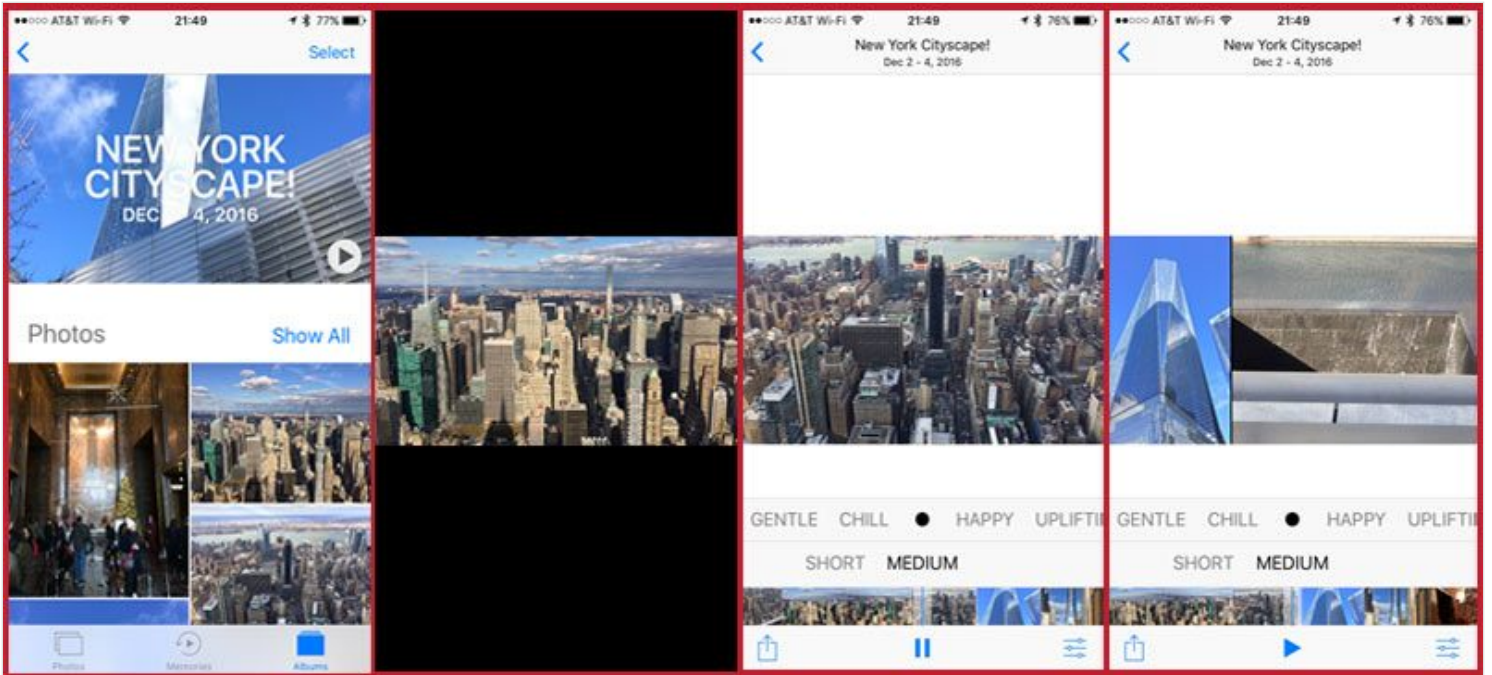 ●●○○○ AT&T Wi-Fi 21:49 77%
Select
NEW YORK
CITYSCAPE!
DEC 4, 2016
Photos Show All
Photos Memories Albums
●●○○○ AT&T Wi-Fi 21:49 76%
New York Cityscape!
Dec 2 - 4, 2016
GENTLE CHILL ● HAPPY UPLIFTI
SHORT MEDIUM
●●○○○ AT&T Wi-Fi 21:49 76%
New York Cityscape!
Dec 2 - 4, 2016
GENTLE CHILL ● HAPPY UPLIFTI
SHORT MEDIUM